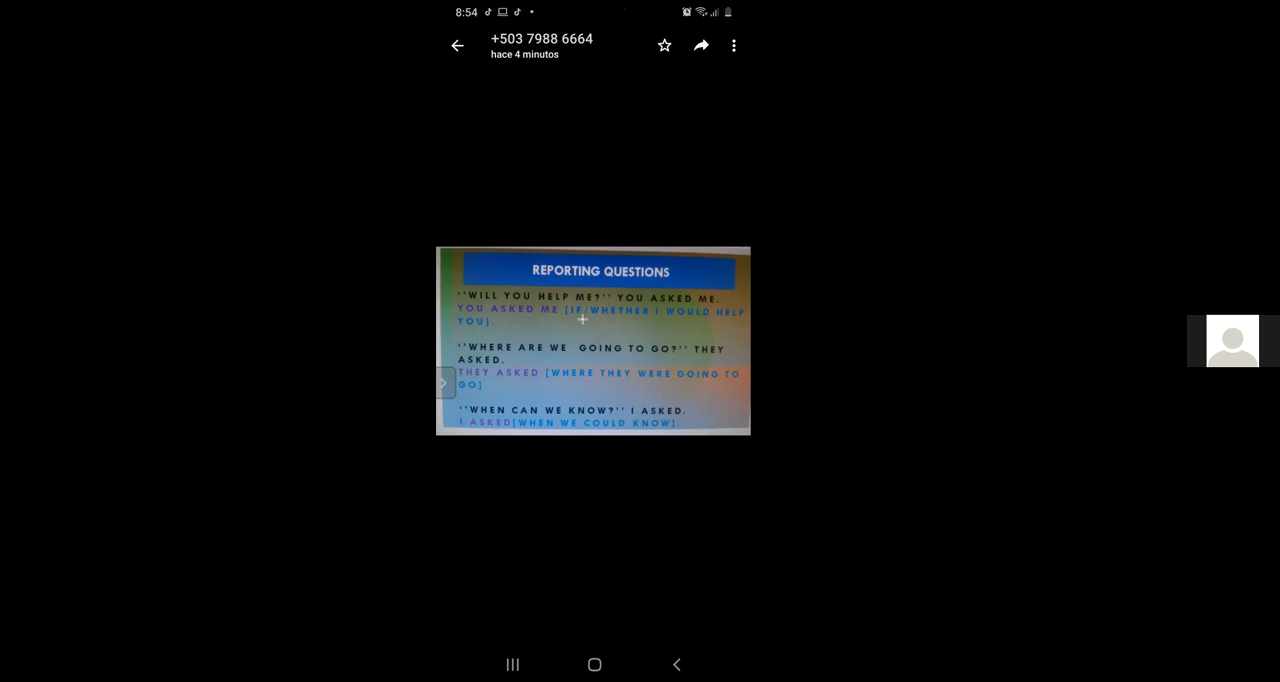 8:54
+503 7988 6664
hace 4 minutos
REPORTING QUESTIONS
''WILL YOU HELP ME?'' YOU ASKED ME.
YOU ASKED ME [IF/WHETHER I WOULD HELP
YOU].
''WHERE ARE WE GOING TO GO?'' THEY
ASKED.
THEY ASKED [WHERE THEY WERE GOING TO
GO].
''WHEN CAN WE KNOW?'' I ASKED.
I ASKED[WHEN WE COULD KNOW].